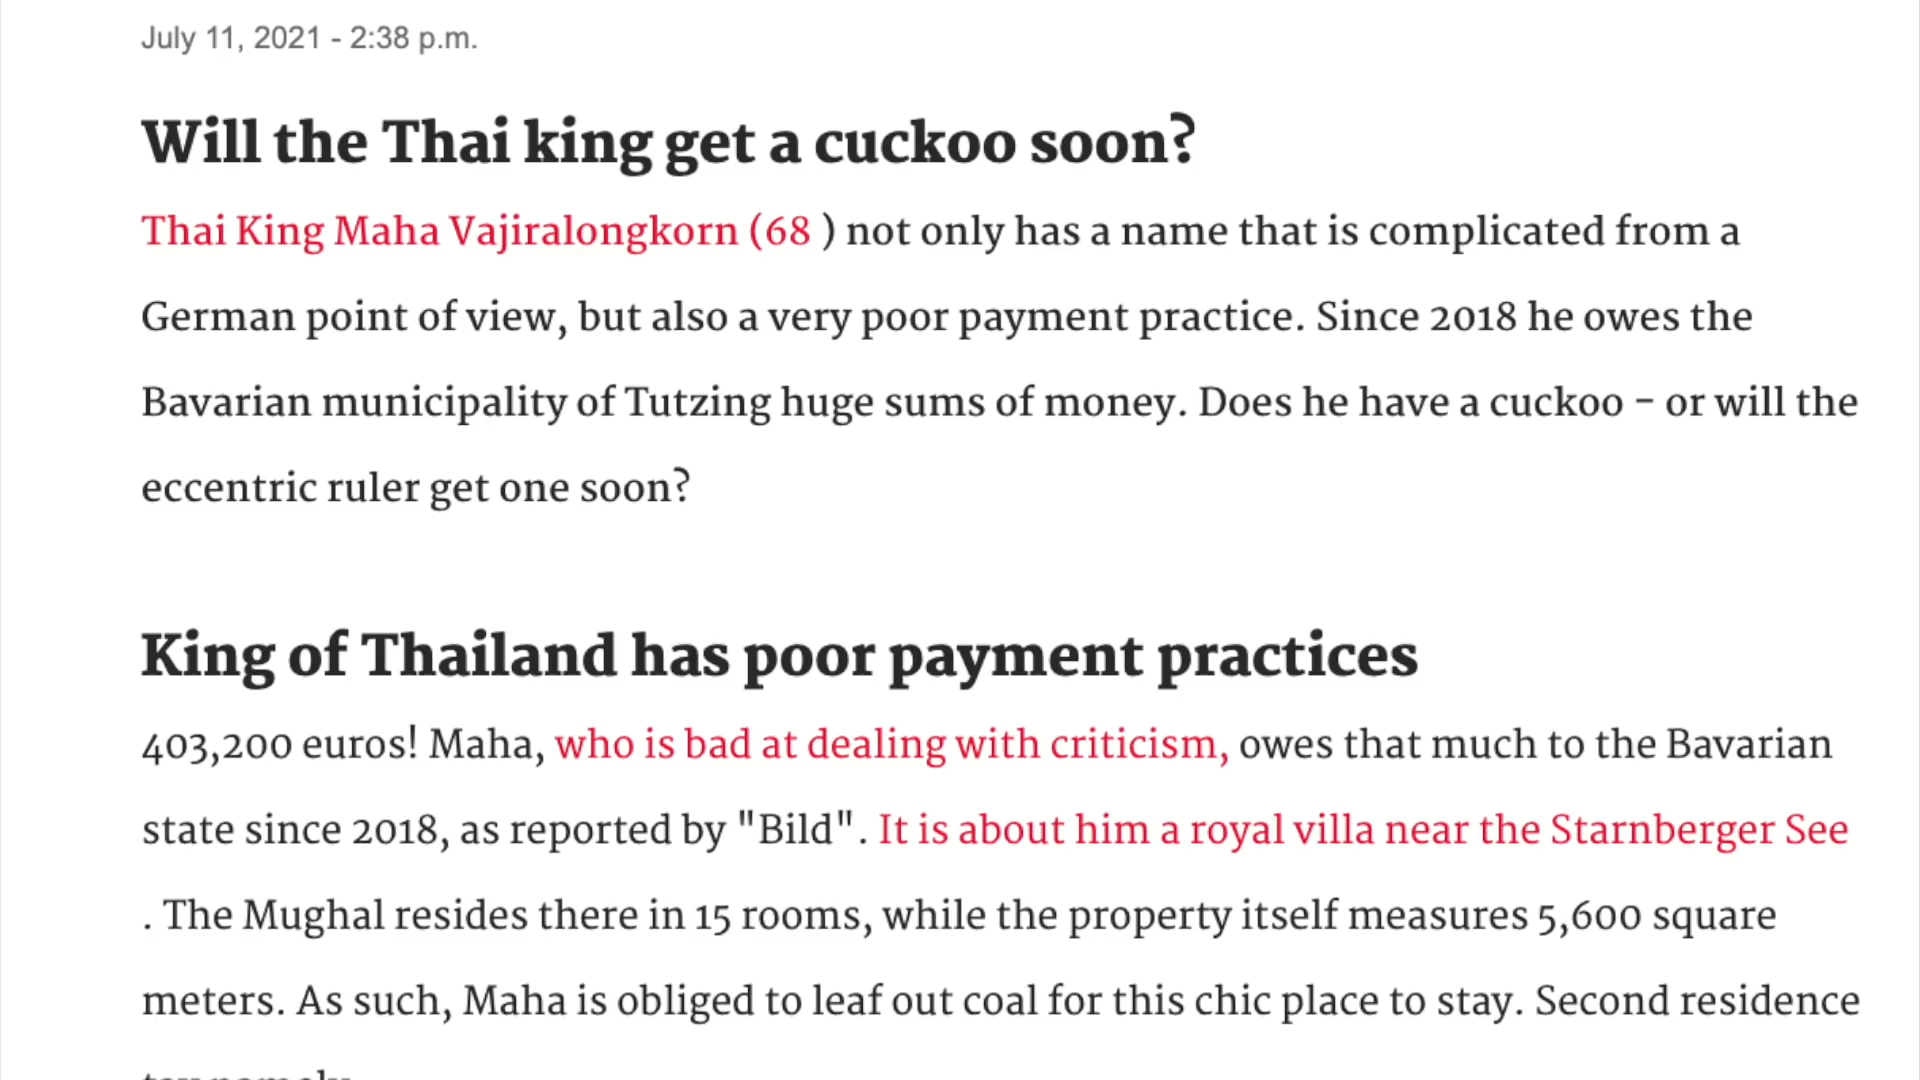 July 11, 2021 - 2:38 p.m.
Will the Thai king get a cuckoo soon?
Thai King Maha Vajiralongkorn (68 ) not only has a name that is complicated from a
German point of view, but also a very poor payment practice. Since 2018 he owes the
Bavarian municipality of Tutzing huge sums of money. Does he have a cuckoo – or will the
eccentric ruler get one soon?
King of Thailand has poor payment practices
403,200 euros! Maha, who is bad at dealing with criticism, owes that much to the Bavarian
state since 2018, as reported by "Bild". It is about him a royal villa near the Starnberger See
. The Mughal resides there in 15 rooms, while the property itself measures 5,600 square
meters. As such, Maha is obliged to leaf out coal for this chic place to stay. Second residence